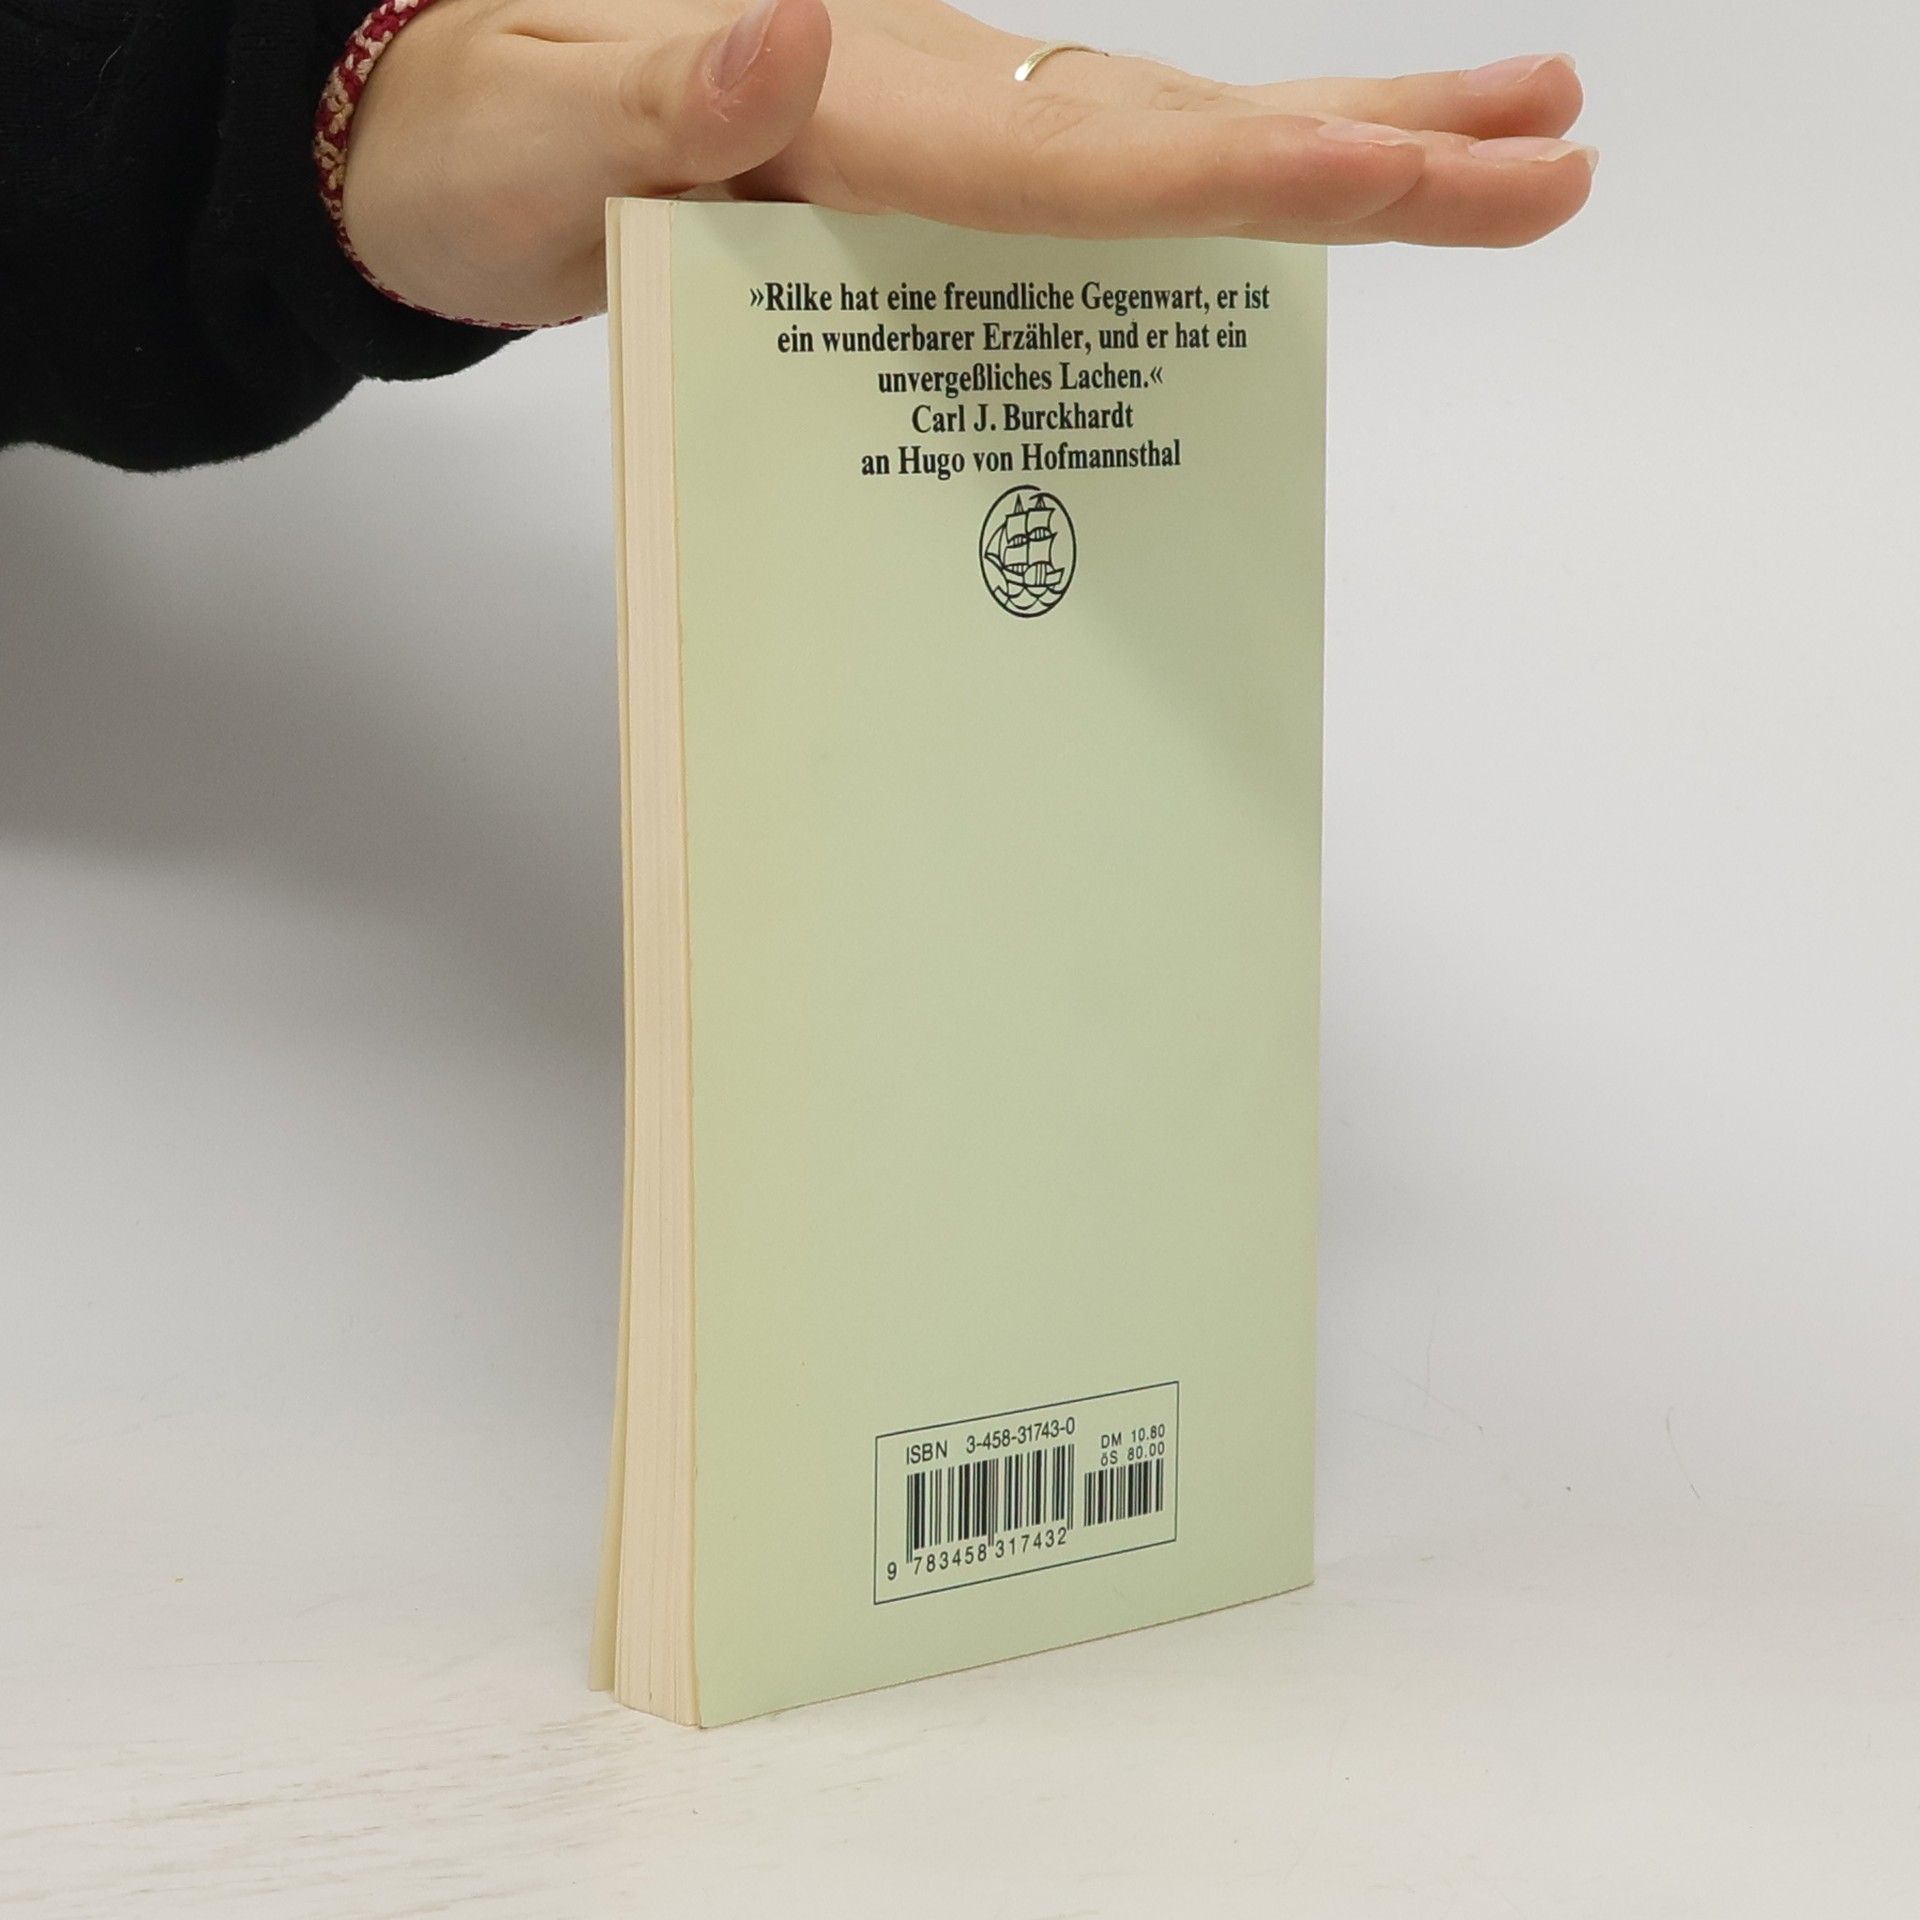 »Rilke hat eine freundliche Gegenwart, er ist
ein wunderbarer Erzähler, und er hat ein
unvergeßliches Lachen.«
Carl J. Burckhardt
an Hugo von Hofmannsthal
ISBN 3-458-31743-0
DM 10.80
öS 80.00
9 783458 317432